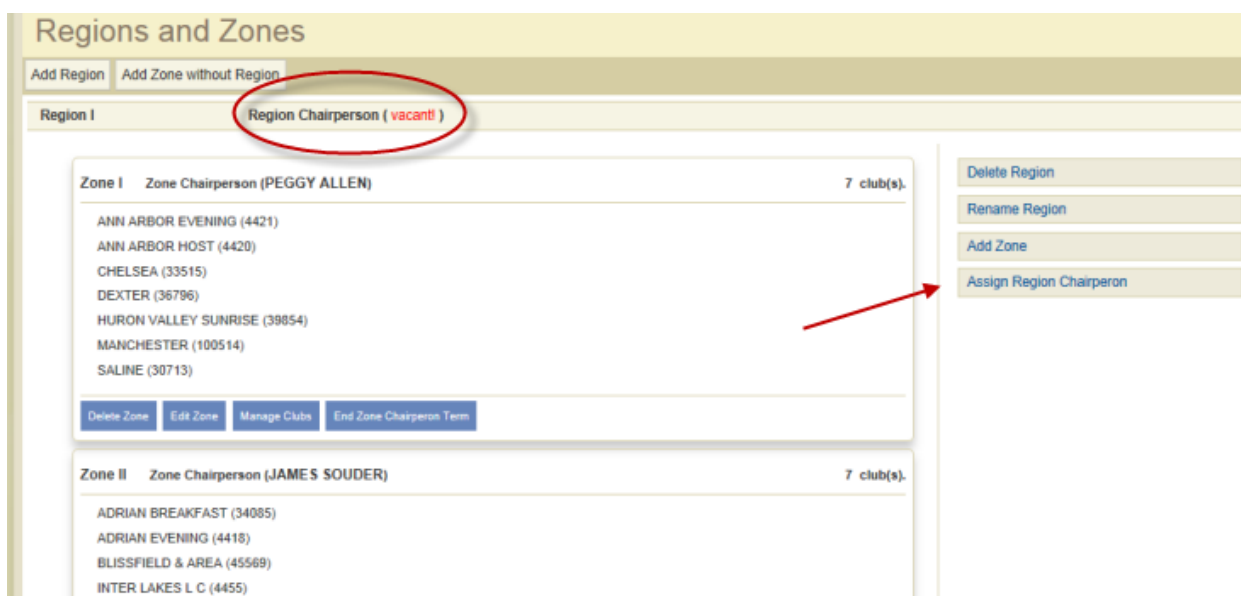 Regions and Zones
Add Region Add Zone without Region
Region I Region Chairperson ( vacant! )
Zone I Zone Chairperson (PEGGY ALLEN) 7 club(s).
ANN ARBOR EVENING (4421)
ANN ARBOR HOST (4420)
CHELSEA (33515)
DEXTER (36796)
HURON VALLEY SUNRISE (39854)
MANCHESTER (100514)
SALINE (30713)
Delete Zone Edit Zone Manage Clubs End Zone Chairperon Term
Delete Region
Rename Region
Add Zone
Assign Region Chairperon
Zone II Zone Chairperson (JAMES SOUDER) 7 club(s).
ADRIAN BREAKFAST (34085)
ADRIAN EVENING (4418)
BLISSFIELD & AREA (45569)
INTER LAKES L C (4455)